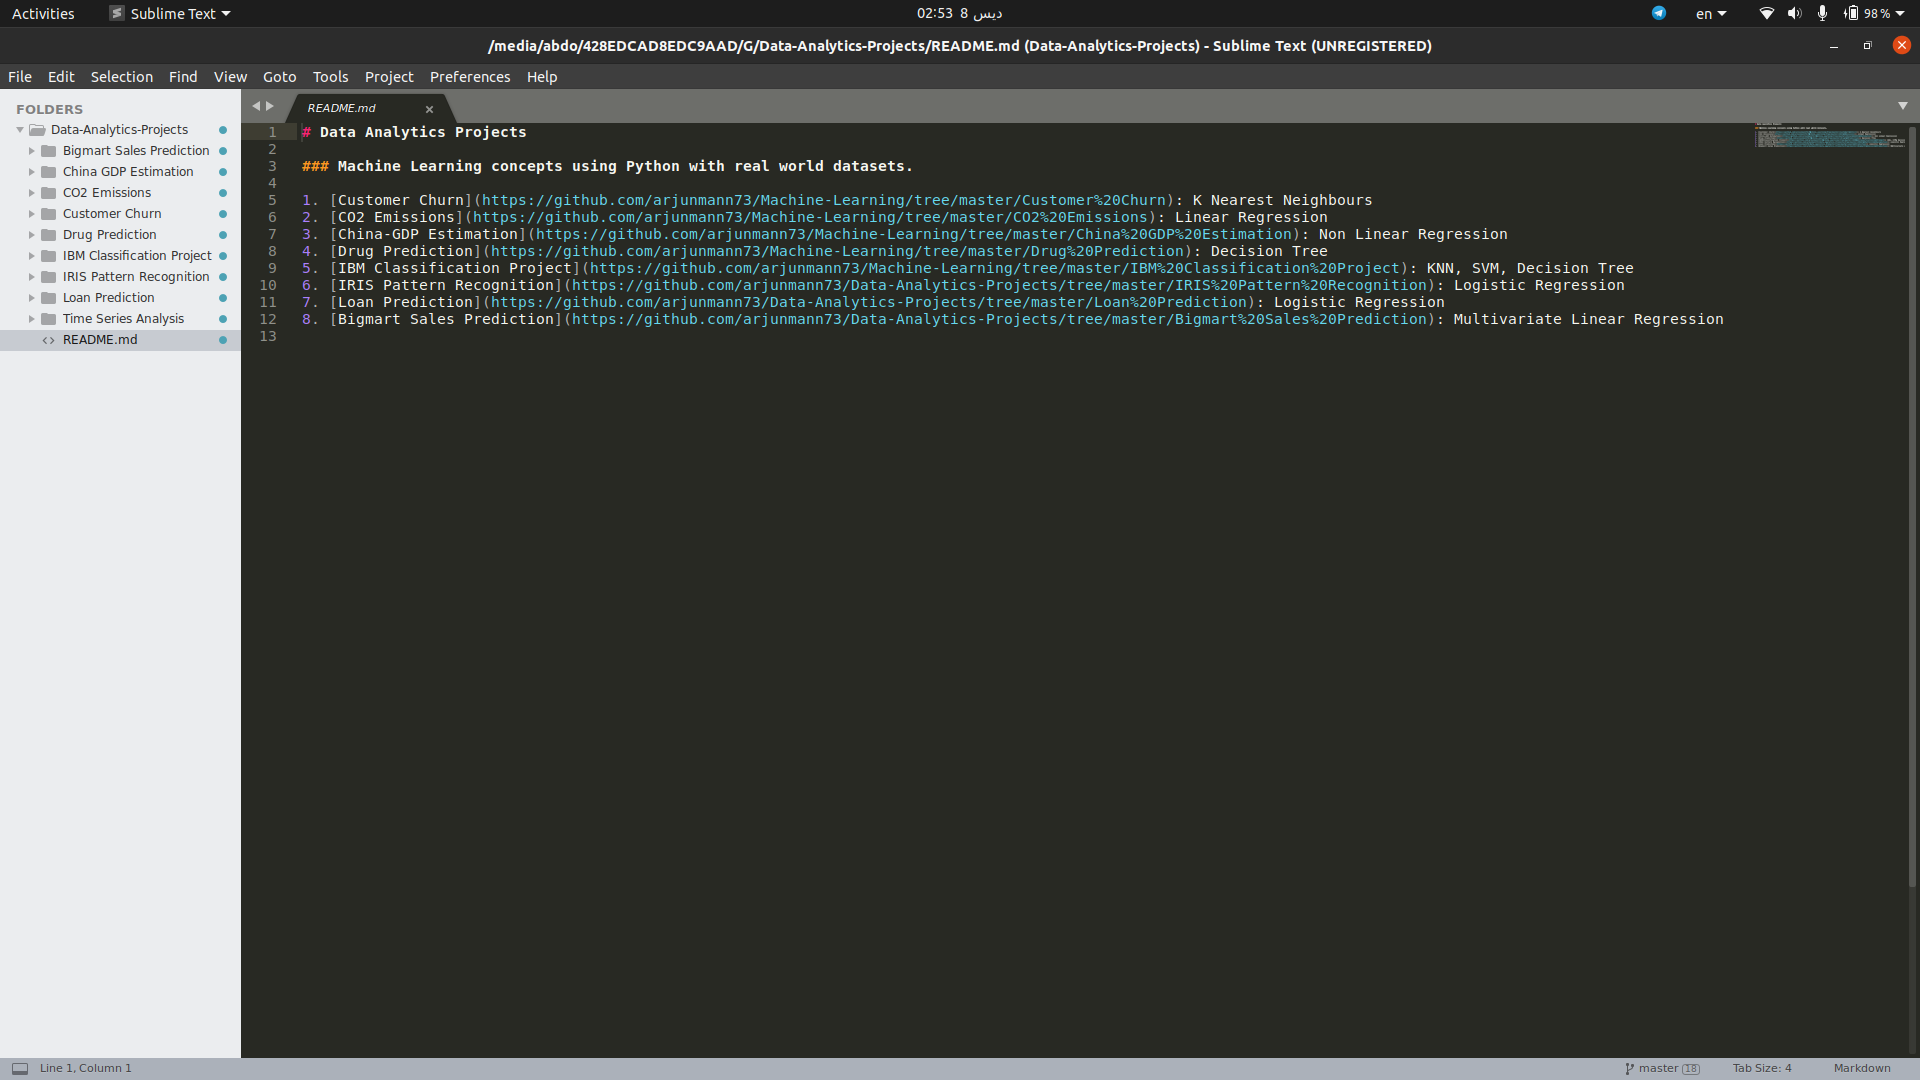 Activities
Sublime Text
02:53 8 ديس
en
98 %
/media/abdo/428EDCAD8EDC9AAD/G/Data-Analytics-Projects/README.md (Data-Analytics-Projects) - Sublime Text (UNREGISTERED)
File Edit Selection Find View Goto Tools Project Preferences Help
FOLDERS
Data-Analytics-Projects
Bigmart Sales Prediction
China GDP Estimation
CO2 Emissions
Customer Churn
Drug Prediction
IBM Classification Project
IRIS Pattern Recognition
Loan Prediction
Time Series Analysis
README.md
README.md
1 # Data Analytics Projects
2
3 ### Machine Learning concepts using Python with real world datasets.
4
5 1. [Customer Churn](https://github.com/arjunmann73/Machine-Learning/tree/master/Customer%20Churn): K Nearest Neighbours
6 2. [CO2 Emissions](https://github.com/arjunmann73/Machine-Learning/tree/master/CO2%20Emissions): Linear Regression
7 3. [China-GDP Estimation](https://github.com/arjunmann73/Machine-Learning/tree/master/China%20GDP%20Estimation): Non Linear Regression
8 4. [Drug Prediction](https://github.com/arjunmann73/Machine-Learning/tree/master/Drug%20Prediction): Decision Tree
9 5. [IBM Classification Project](https://github.com/arjunmann73/Machine-Learning/tree/master/IBM%20Classification%20Project): KNN, SVM, Decision Tree
10 6. [IRIS Pattern Recognition](https://github.com/arjunmann73/Data-Analytics-Projects/tree/master/IRIS%20Pattern%20Recognition): Logistic Regression
11 7. [Loan Prediction](https://github.com/arjunmann73/Data-Analytics-Projects/tree/master/Loan%20Prediction): Logistic Regression
12 8. [Bigmart Sales Prediction](https://github.com/arjunmann73/Data-Analytics-Projects/tree/master/Bigmart%20Sales%20Prediction): Multivariate Linear Regression
13
Line 1, Column 1
master 18
Tab Size: 4
Markdown